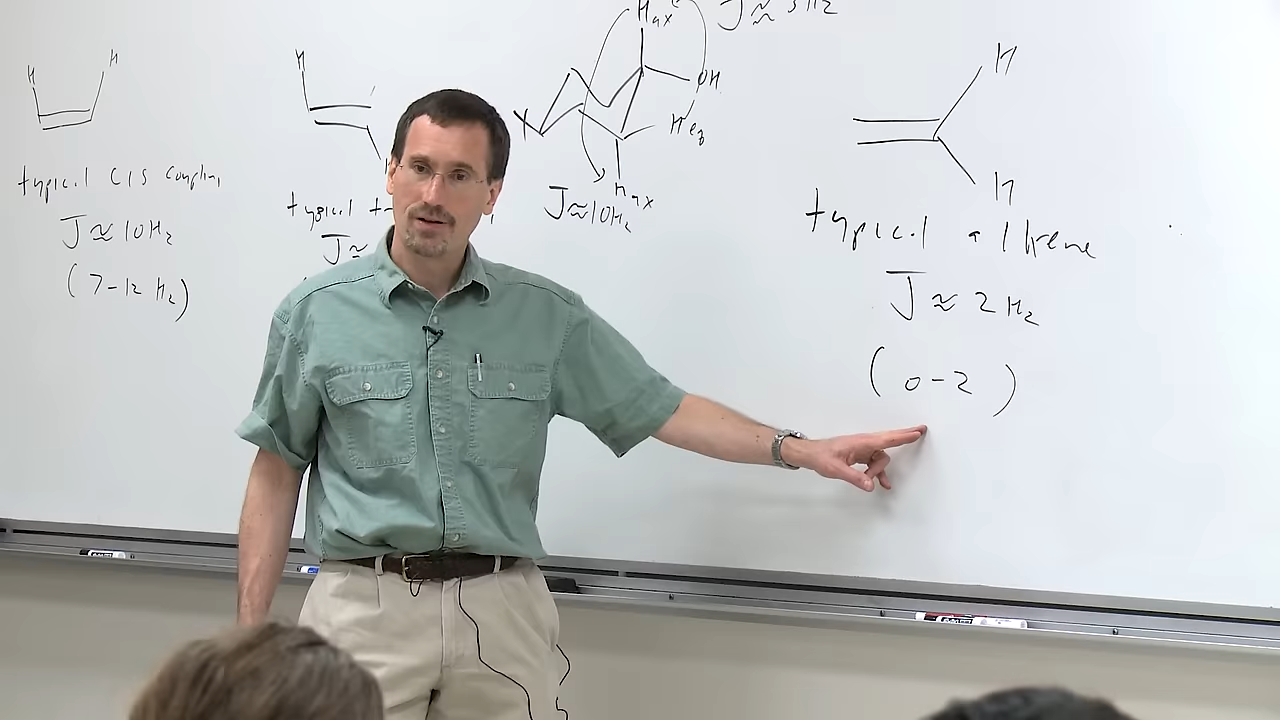 H H
typical cis coupling
J ≈ 10 Hz
(7-12 Hz)
H
typical
J ≈
Hax
J ≈ 3 Hz
OH
X
Heq
Hax
J ≈ 10 Hz
H
H
typical alkene
J ≈ 2 Hz
(0-2)